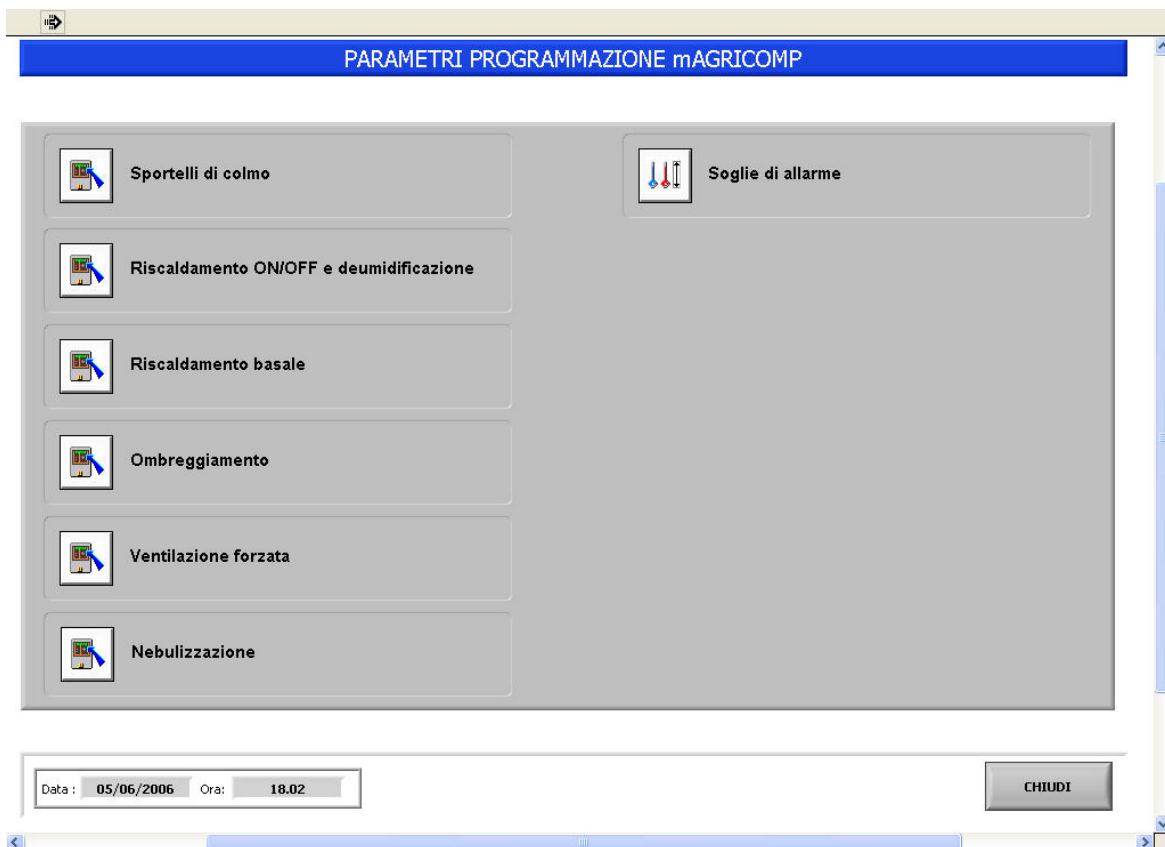 PARAMETRI PROGRAMMAZIONE mAGRICOMP
Sportelli di colmo
Soglie di allarme
Riscaldamento ON/OFF e deumidificazione
Riscaldamento basale
Ombreggiamento
Ventilazione forzata
Nebulizzazione
Data : 05/06/2006 Ora: 18.02
CHIUDI